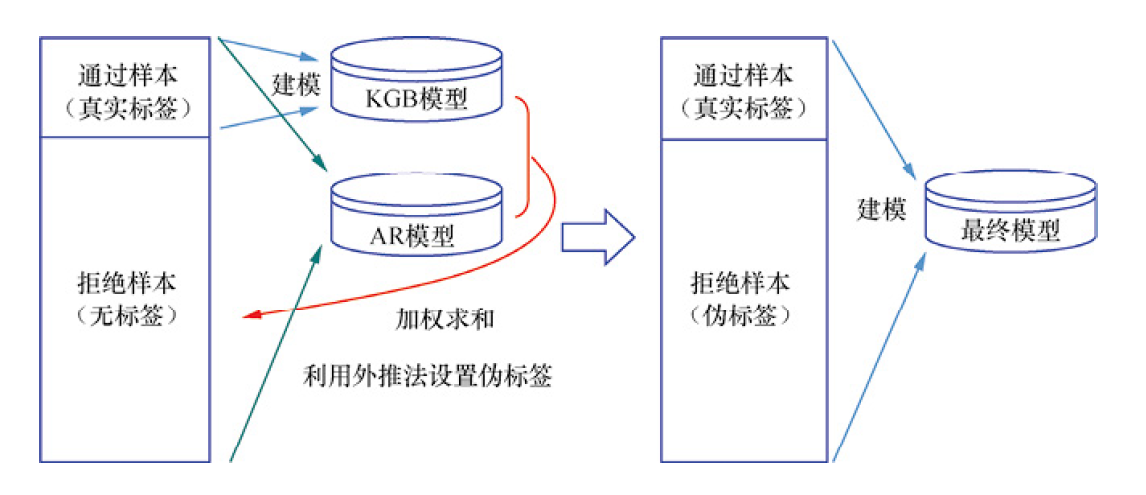 通过样本
（真实标签）
建模
KGB模型
AR模型
拒绝样本
（无标签）
加权求和
利用外推法设置伪标签
通过样本
（真实标签）
拒绝样本
（伪标签）
建模
最终模型